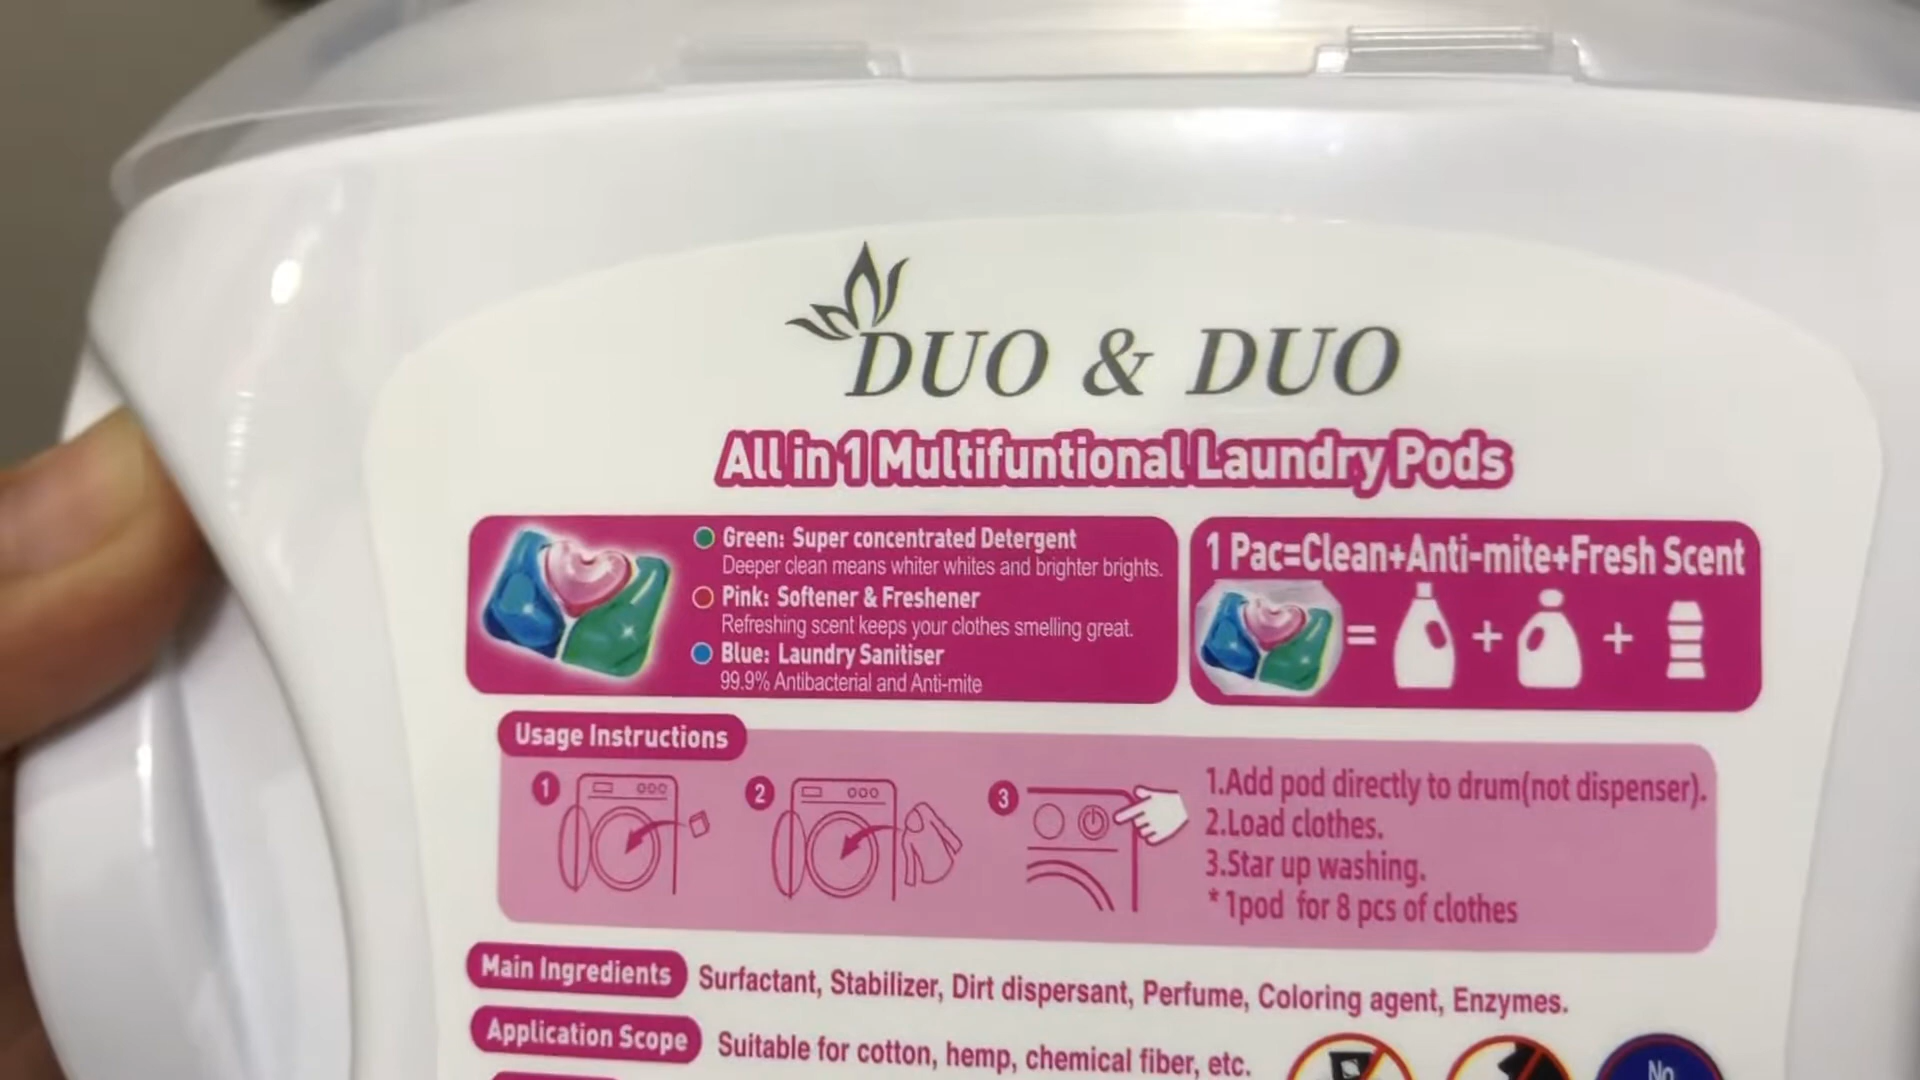 DUO & DUO
All in 1 Multifuntional Laundry Pods
Green: Super concentrated Detergent
Deeper clean means whiter whites and brighter brights.
Pink: Softener & Freshener
Refreshing scent keeps your clothes smelling great.
Blue: Laundry Sanitiser
99.9% Antibacterial and Anti-mite
1 Pac=Clean+Anti-mite+Fresh Scent
= + +
Usage Instructions
1
2
3
1.Add pod directly to drum(not dispenser).
2.Load clothes.
3.Star up washing.
*1pod for 8 pcs of clothes
Main Ingredients Surfactant, Stabilizer, Dirt dispersant, Perfume, Coloring agent, Enzymes.
Application Scope Suitable for cotton, hemp, chemical fiber, etc.
No